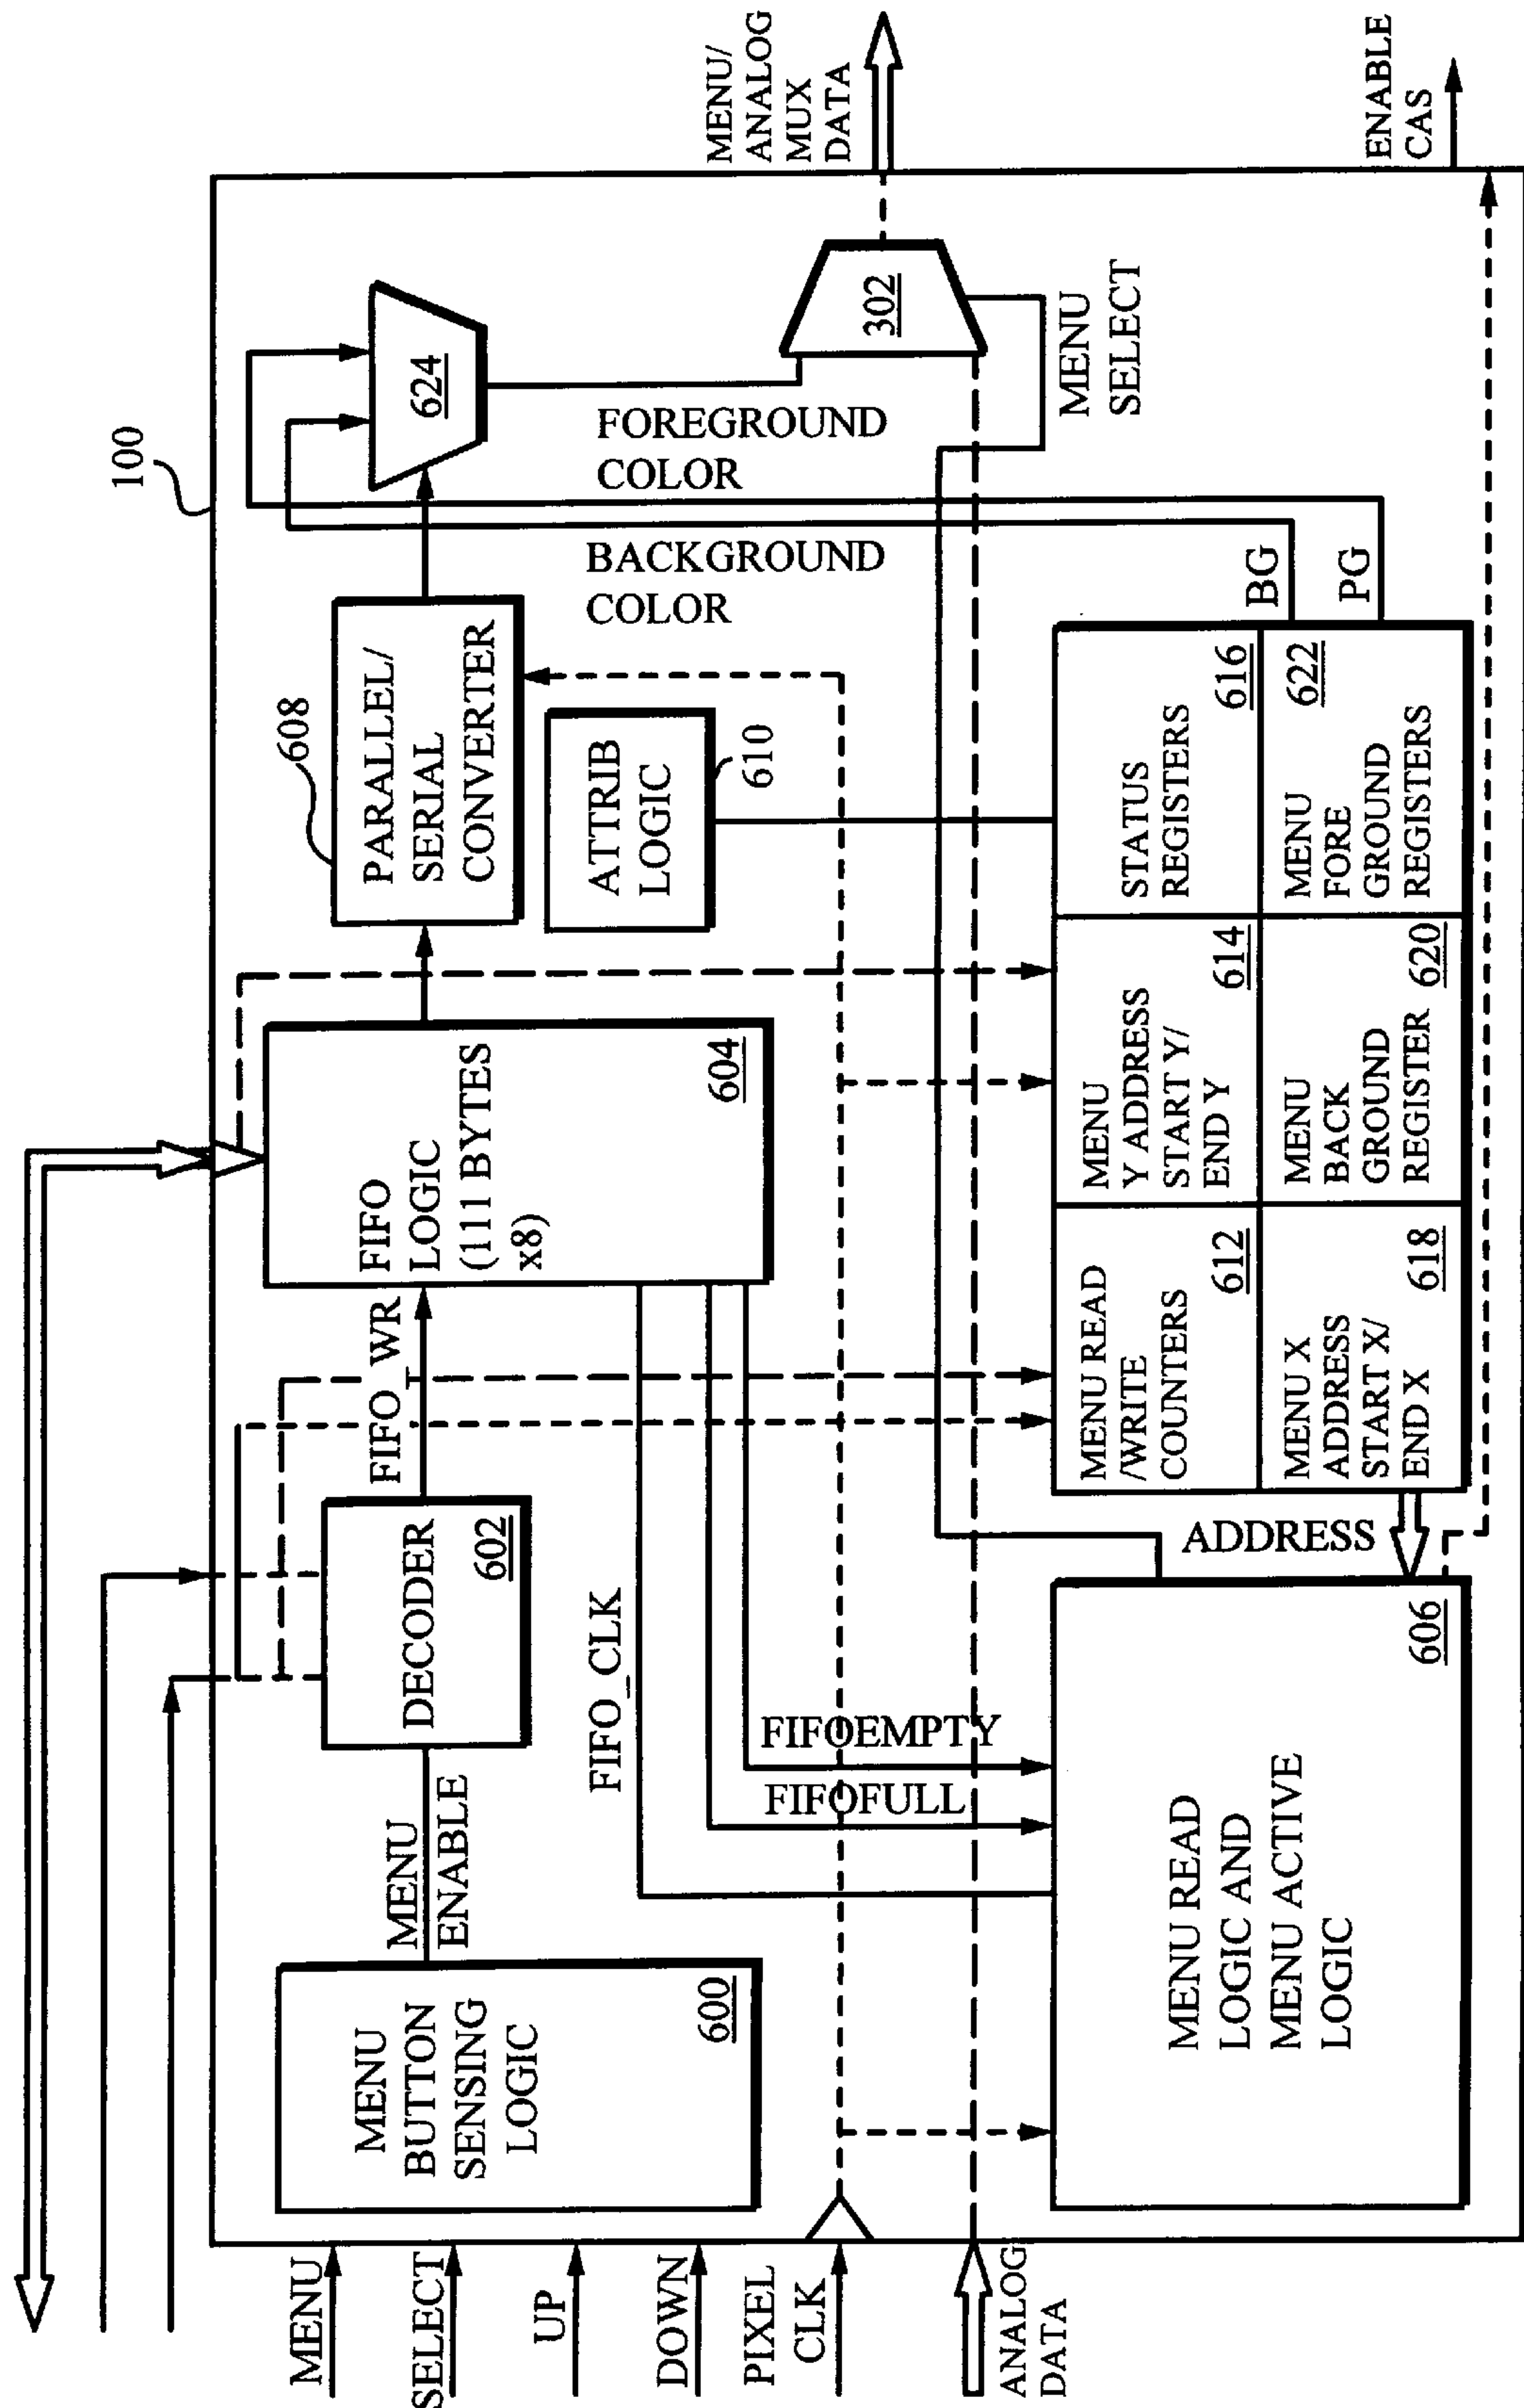 100
MENU
SELECT
UP
DOWN
PIXEL
CLK
ANALOG
DATA
MENU
BUTTON
SENSING
LOGIC
600
MENU
ENABLE
DECODER
602
FIFO_WR
FIFO
LOGIC
(111 BYTES
x8)
604
PARALLEL/
SERIAL
CONVERTER
608
ATTRIB
LOGIC
610
624
FOREGROUND
COLOR
BACKGROUND
COLOR
302
MENU
SELECT
MENU/
ANALOG
MUX
DATA
ENABLE
CAS
FIFO_CLK
FIFOEMPTY
FIFOFULL
MENU READ
LOGIC AND
MENU ACTIVE
LOGIC
606
ADDRESS
MENU READ
/WRITE
COUNTERS
612
MENU
Y ADDRESS
START Y/
END Y
614
STATUS
REGISTERS
616
MENU X
ADDRESS
START X/
END X
618
MENU
BACK
GROUND
REGISTER
620
MENU
FORE
GROUND
REGISTERS
622
BG
PG